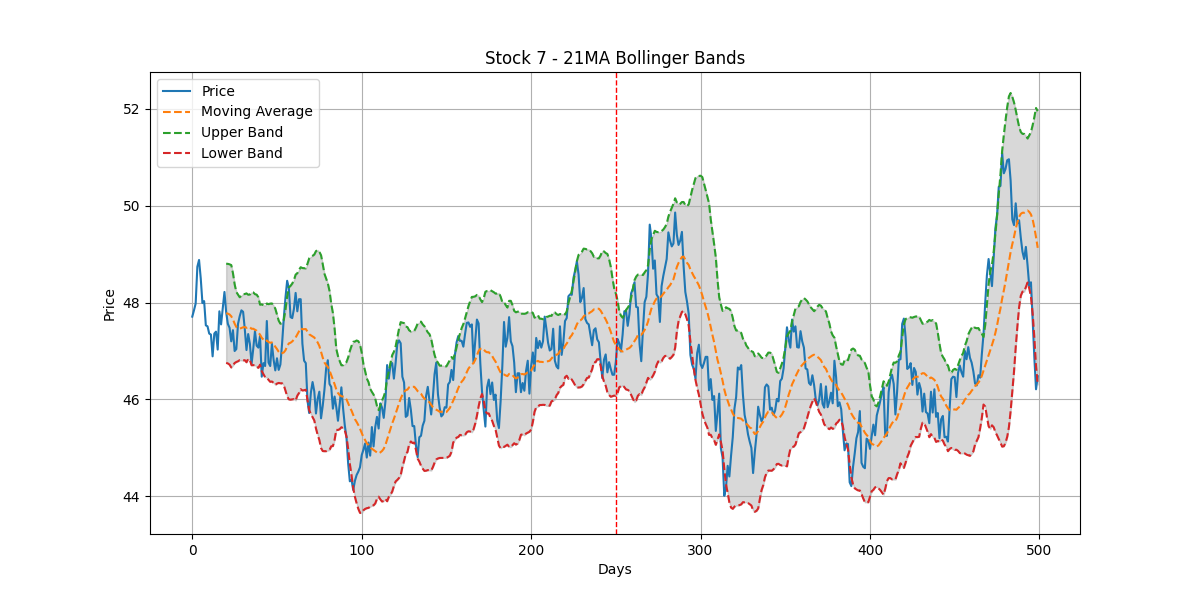 Stock 7 - 21MA Bollinger Bands
Price
Moving Average
Upper Band
Lower Band
Price
52
50
48
46
44
0 100 200 300 400 500
Days